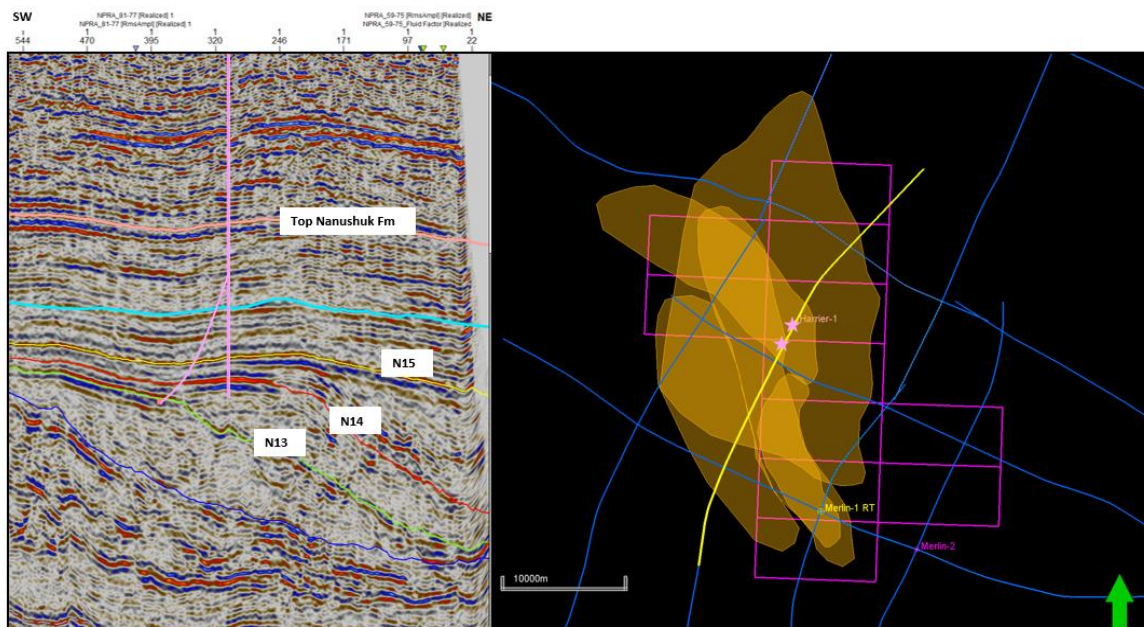 SW
NPRA_81-77 [RmsAmpl] [Realized] 1
NPRA_81-77 [RmsAmpl] [Realized] 1
NPRA_59-75 [RmsAmpl] [Realized]
NPRA_59-75_Fluid Factor [Realized]
NE
544 470 395 320 246 171 97 22
Top Nanushuk Fm
N15
N14
N13
Harrier-1
Merlin-1 RT
Merlin-2
10000m